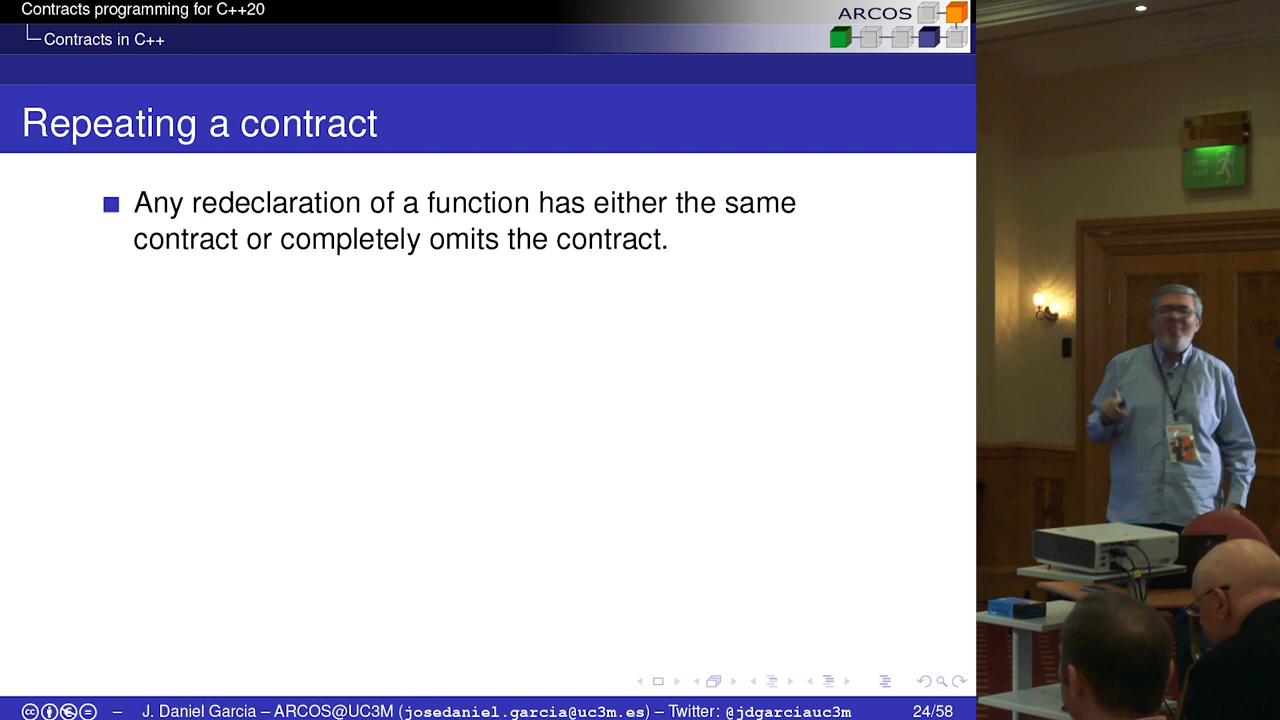 Contracts programming for C++20
Contracts in C++
ARCOS
Repeating a contract
Any redeclaration of a function has either the same
contract or completely omits the contract.
J. Daniel Garcia – ARCOS@UC3M (josedaniel.garcia@uc3m.es) – Twitter: @jdgarciauc3m
24/58